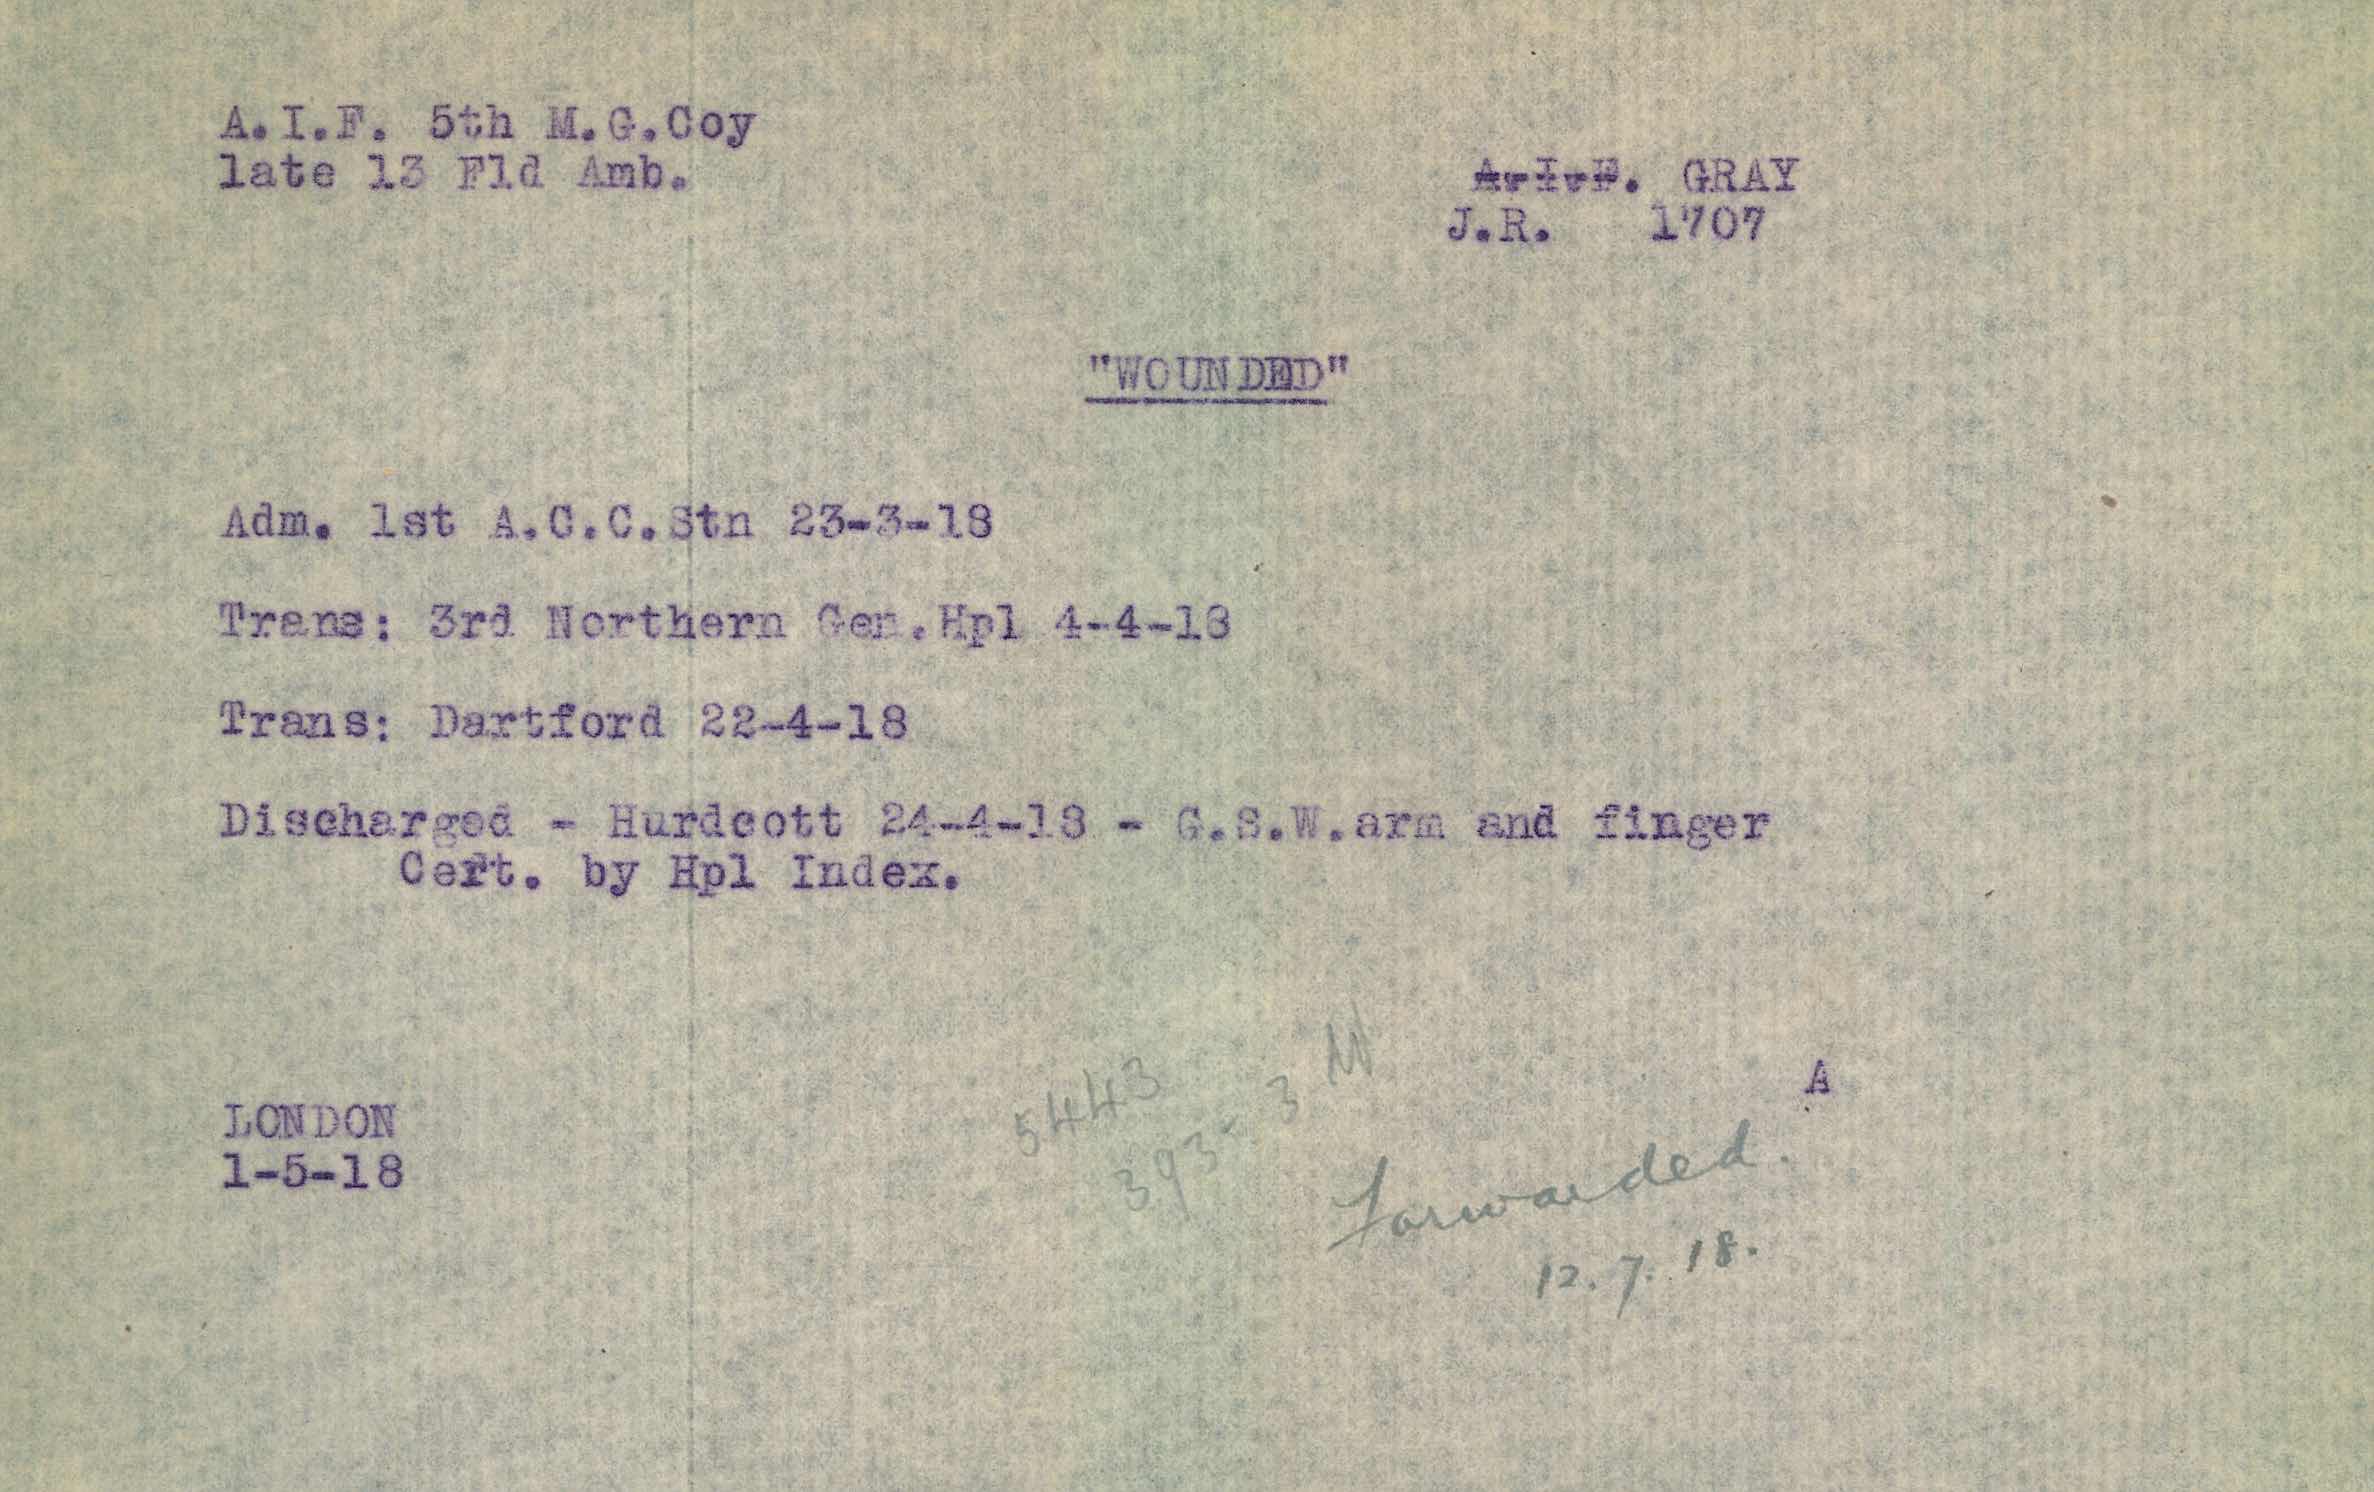 A.I.F. 5th M.G.Coy
late 13 Fld Amb.
A.I.F. GRAY
J.R. 1707
"WOUNDED"
Adm. 1st A.C.C.Stn 23-3-18
Trans: 3rd Northern Gen.Hpl 4-4-18
Trans: Dartford 22-4-18
Discharged - Hurdcott 24-4-18 - G.S.W.arm and finger
Cert. by Hpl Index.
5443
393- 3 W
A
LONDON
1-5-18
Forwarded.
12.7.18.